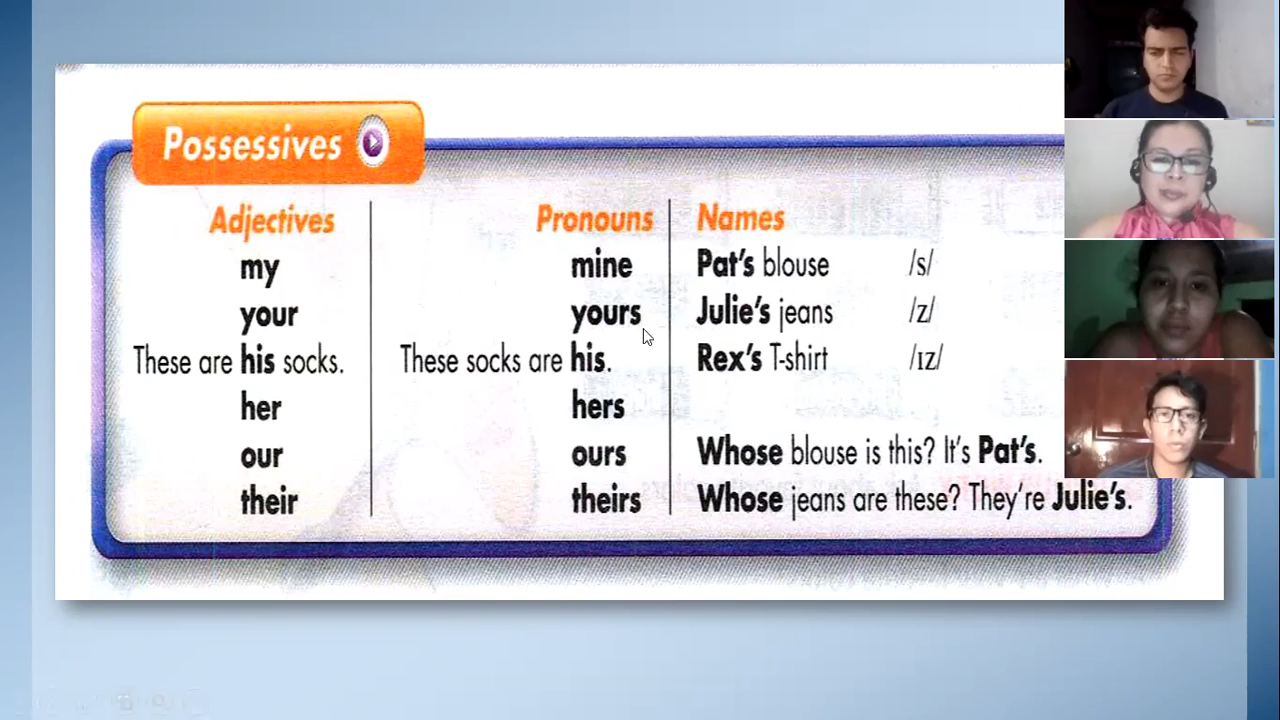 Possessives
Adjectives Pronouns Names
my mine Pat's blouse /s/
your yours Julie's jeans /z/
These are his socks. These socks are his. Rex's T-shirt /ɪz/
her hers
our ours Whose blouse is this? It's Pat's.
their theirs Whose jeans are these? They're Julie's.